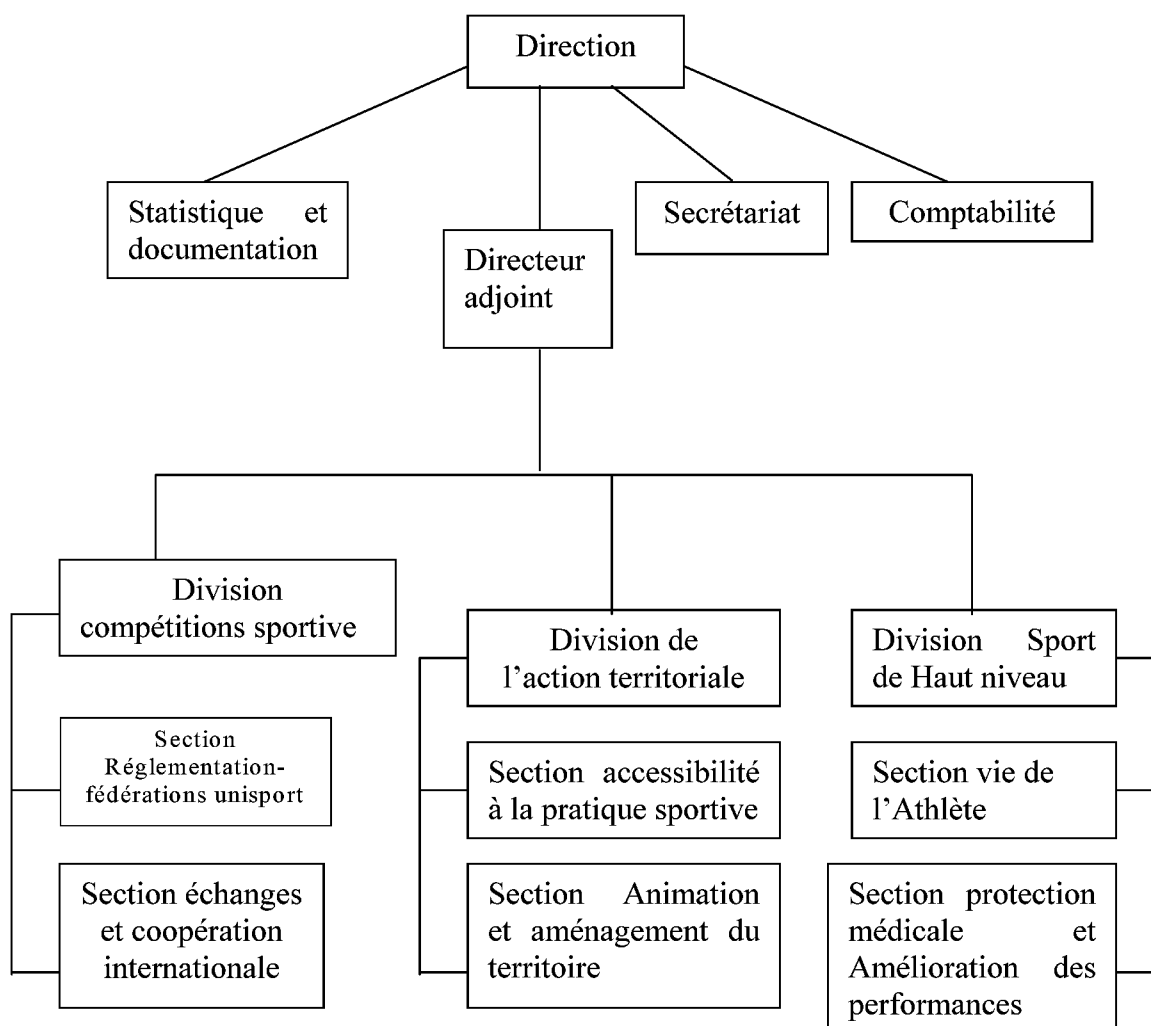 Direction
Statistique et
documentation
Secrétariat
Comptabilité
Directeur
adjoint
Division
compétitions sportive
Division de
l'action territoriale
Division Sport
de Haut niveau
Section
Réglementation-
fédérations unisport
Section accessibilité
à la pratique sportive
Section vie de
l'Athlète
Section échanges
et coopération
internationale
Section Animation
et aménagement du
territoire
Section protection
médicale et
Amélioration des
performances